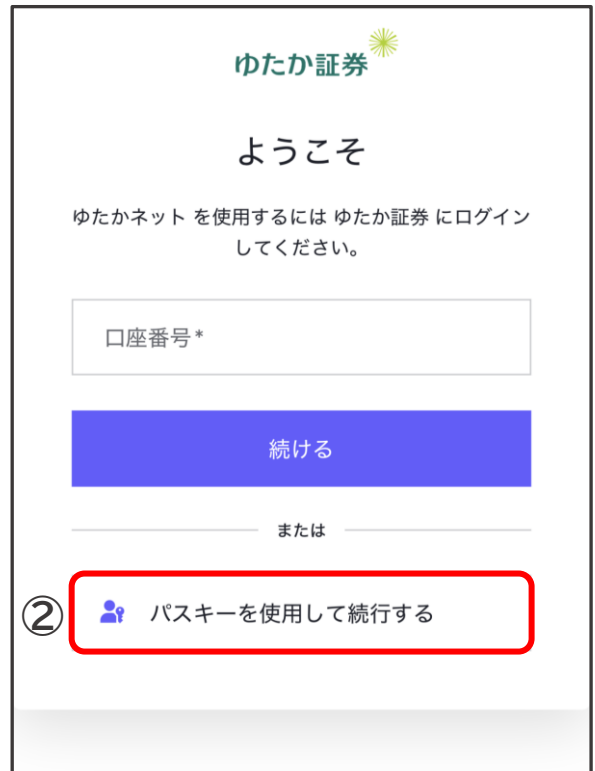 ゆたか証券
ようこそ
ゆたかネット を使用するには ゆたか証券 にログイン
してください。
口座番号*
続ける
または
② パスキーを使用して続行する